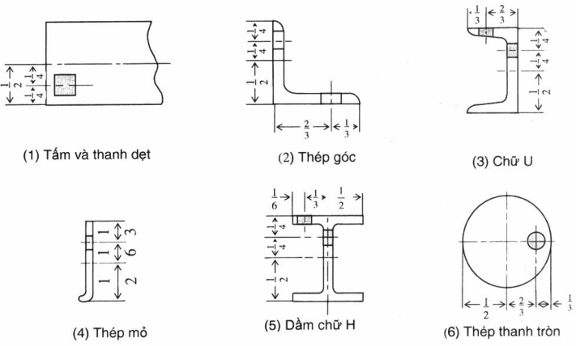 1/2 1/4 1/4
(1) Tấm và thanh dẹt
1/4
1/4
1/2
2/3 1/3
(2) Thép góc
1/3 2/3
1/4
1/4
1/2
(3) Chữ U
1/3
1/6
1/2
(4) Thép mỏ
1/6 1/3 1/2
1/4
1/4
1/2
(5) Dầm chữ H
1/2 2/3 1/3
(6) Thép thanh tròn